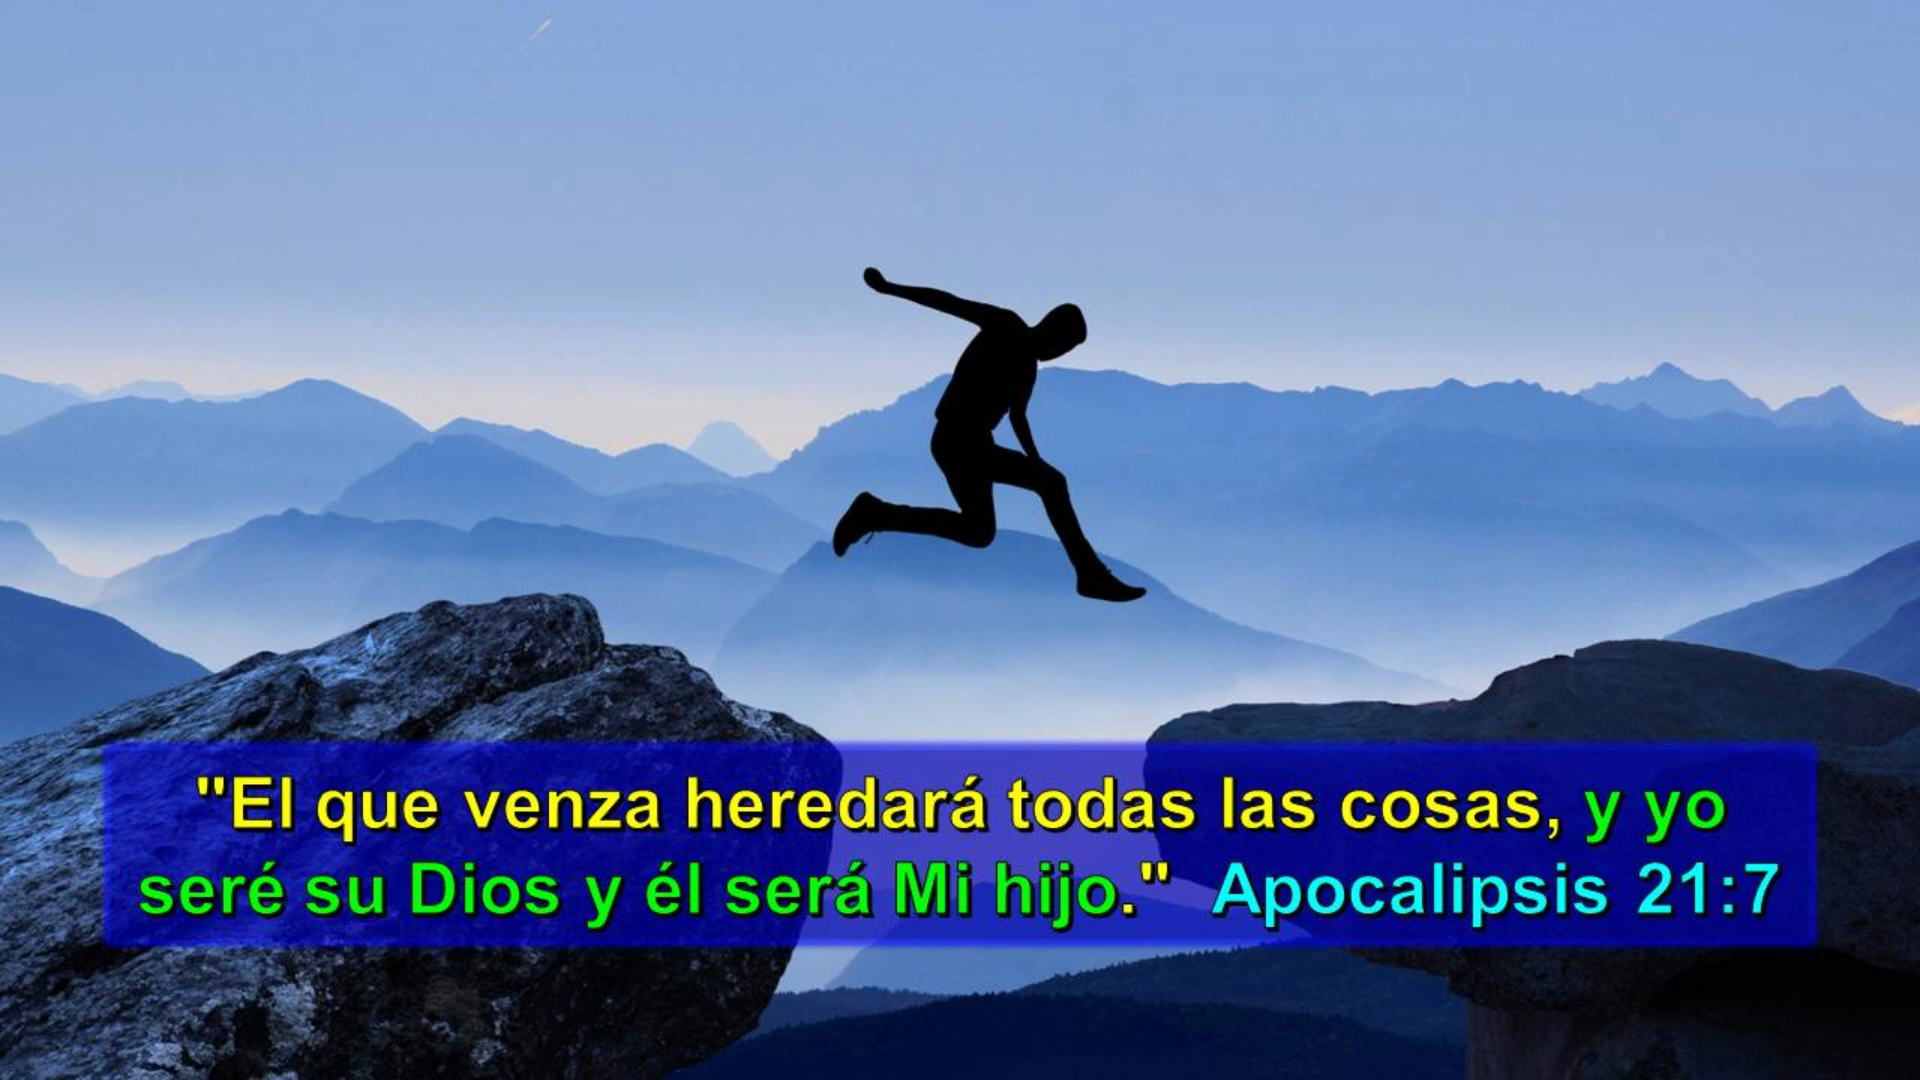 "El que venza heredará todas las cosas, y yo
seré su Dios y él será Mi hijo." Apocalipsis 21:7